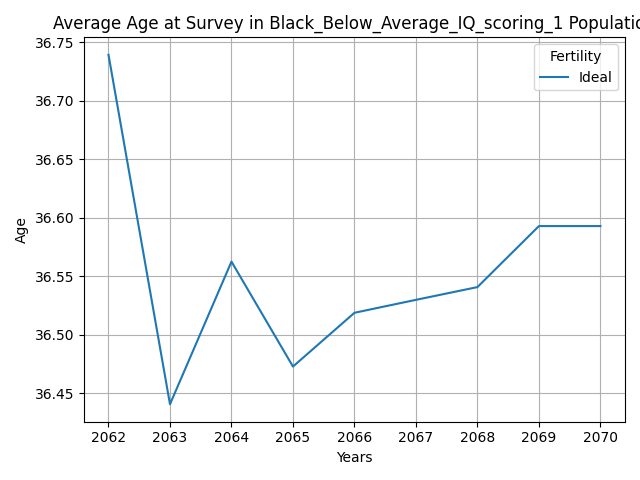 Average Age at Survey in Black_Below_Average_IQ_scoring_1 Populatio
36.75
36.70
36.65
36.60
36.55
36.50
36.45
Age
Fertility
Ideal
2062 2063 2064 2065 2066 2067 2068 2069 2070
Years